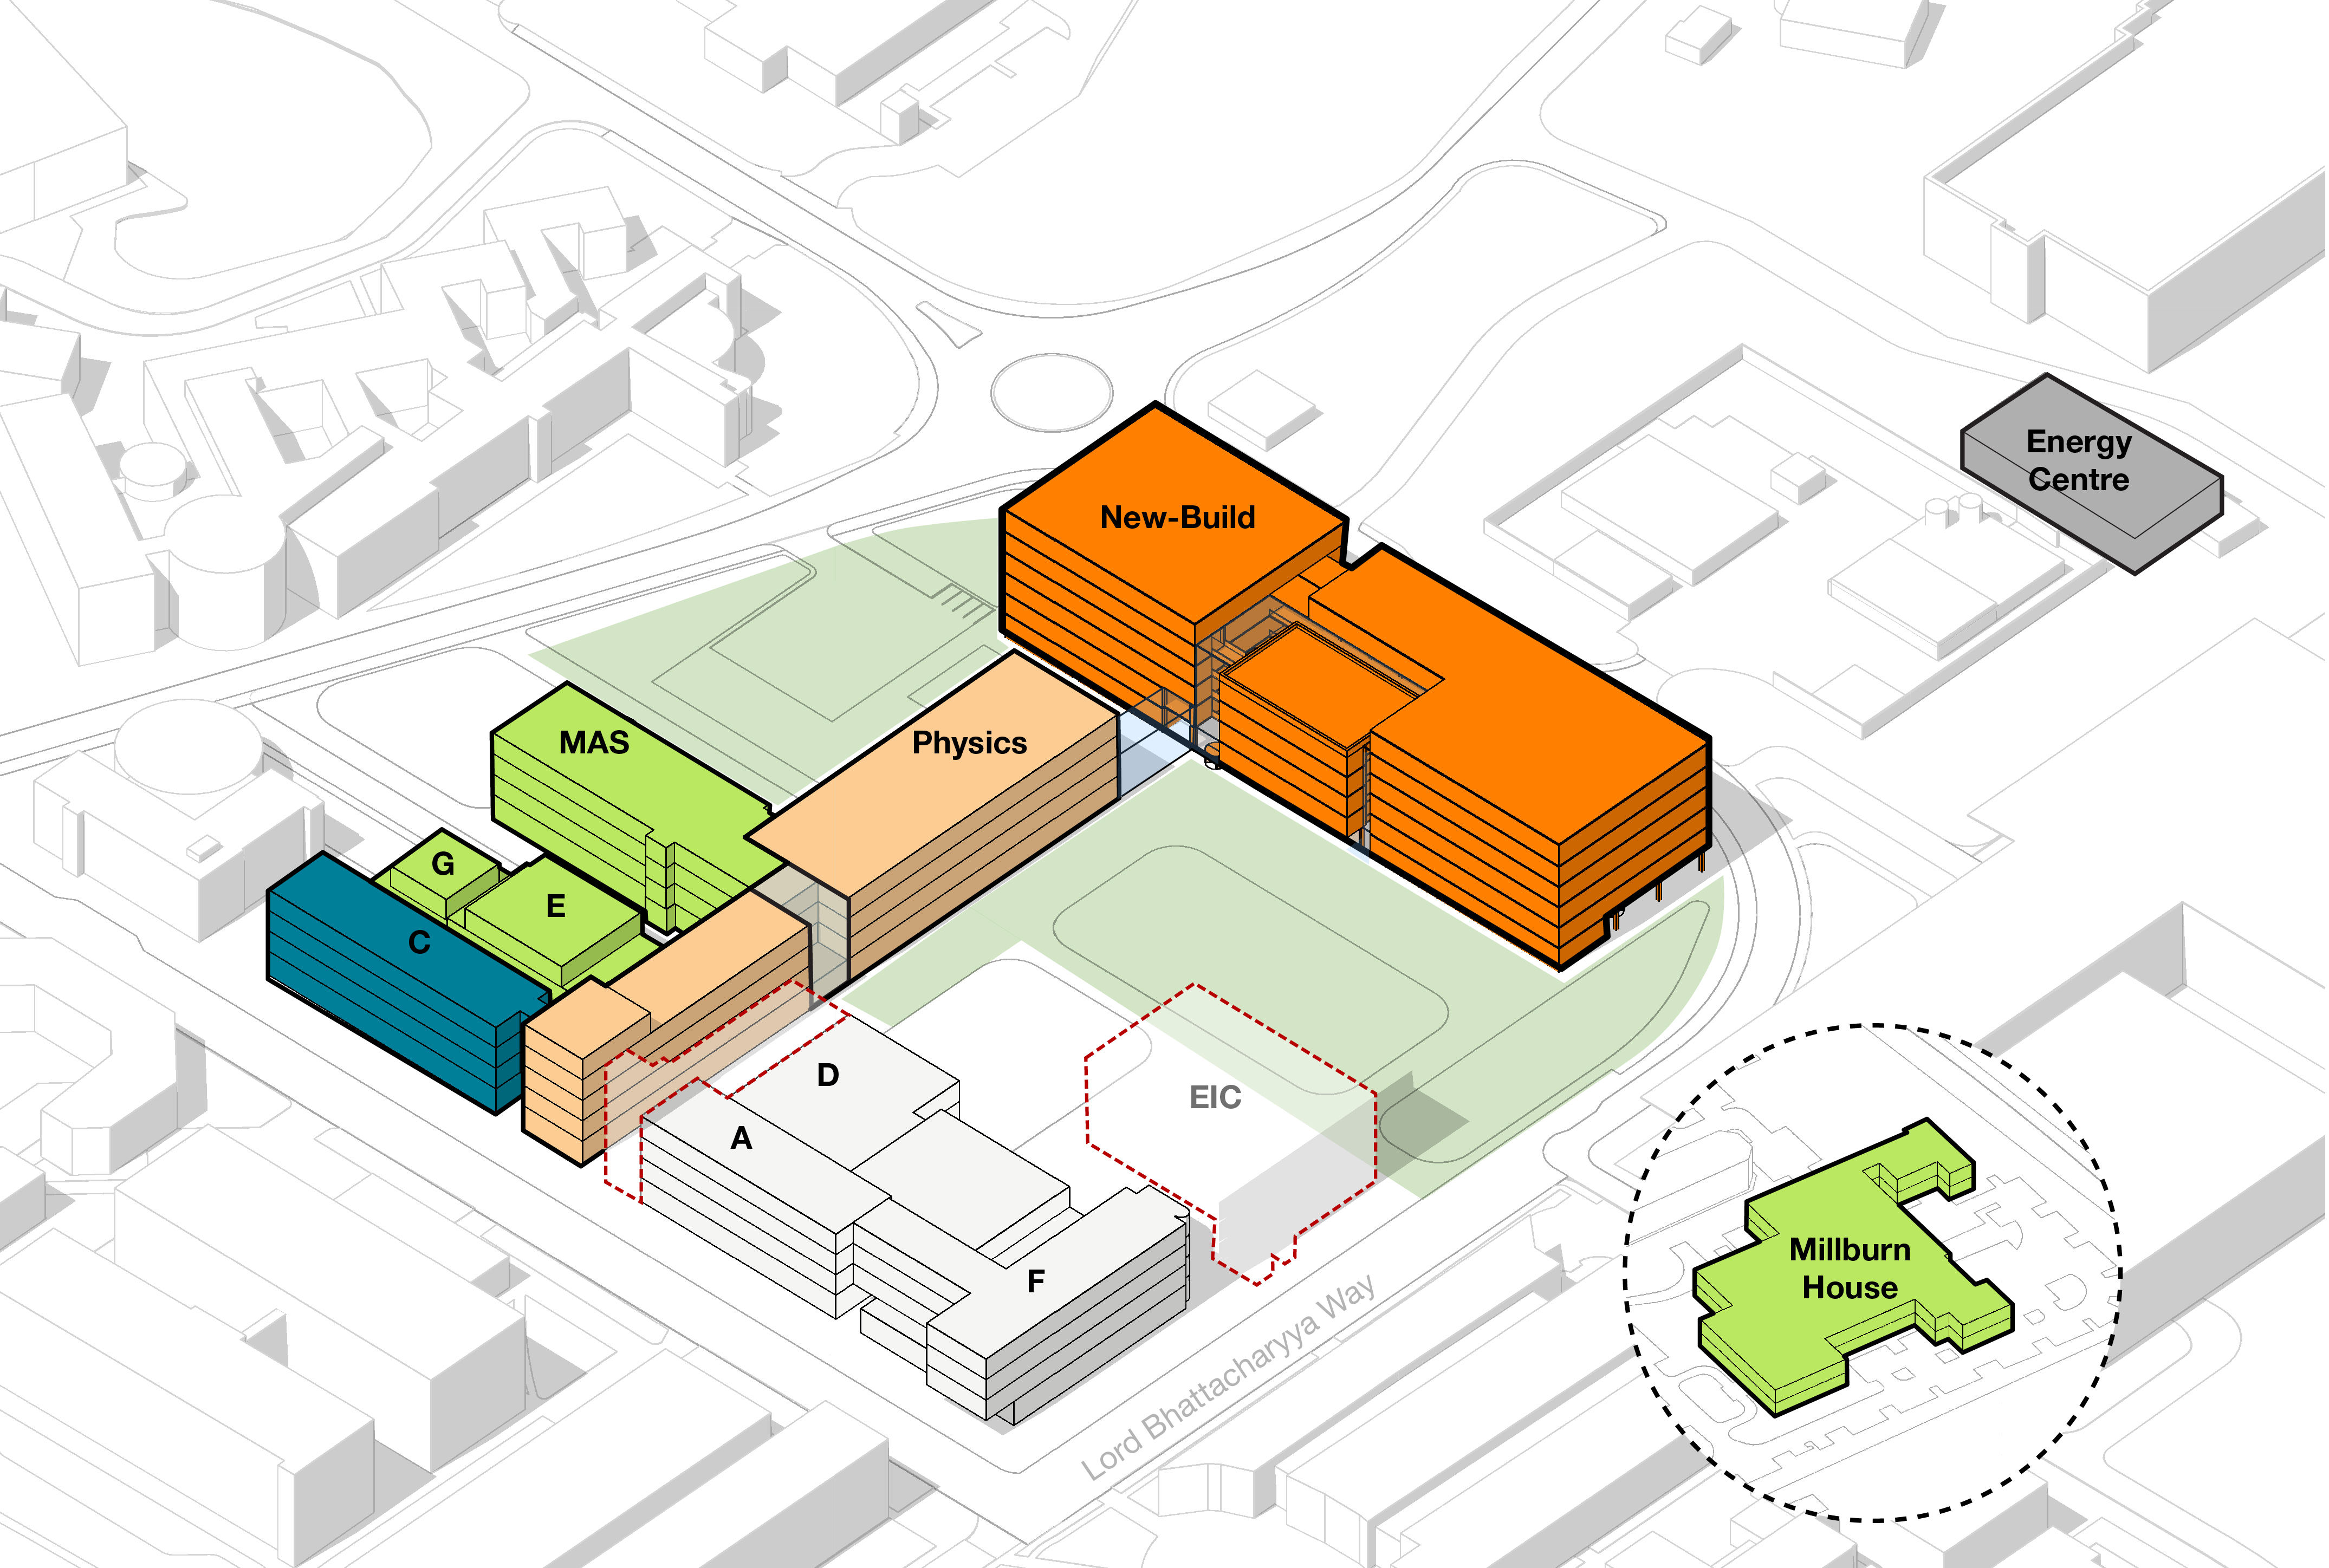 Energy
Centre
New-Build
MAS
Physics
G
E
C
D
EIC
A
Millburn
House
F
Lord Bhattacharyya Way